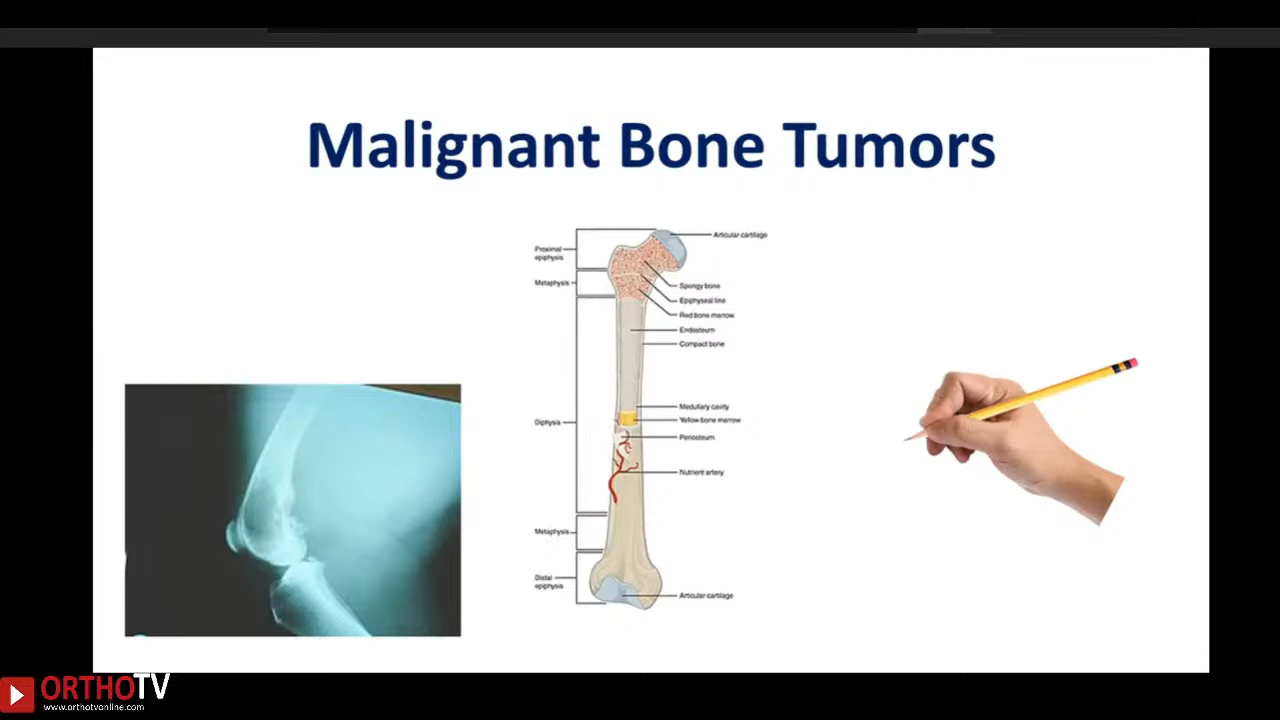 Malignant Bone Tumors
Articular cartilage
Proximal
epiphysis
Metaphysis
Spongy bone
Epiphyseal line
Red bone marrow
Endosteum
Compact bone
Medullary cavity
Yellow bone marrow
Diphysis
Periosteum
Nutrient artery
Metaphysis
Distal
epiphysis
Articular cartilage
ORTHOTV
www.orthotvonline.com